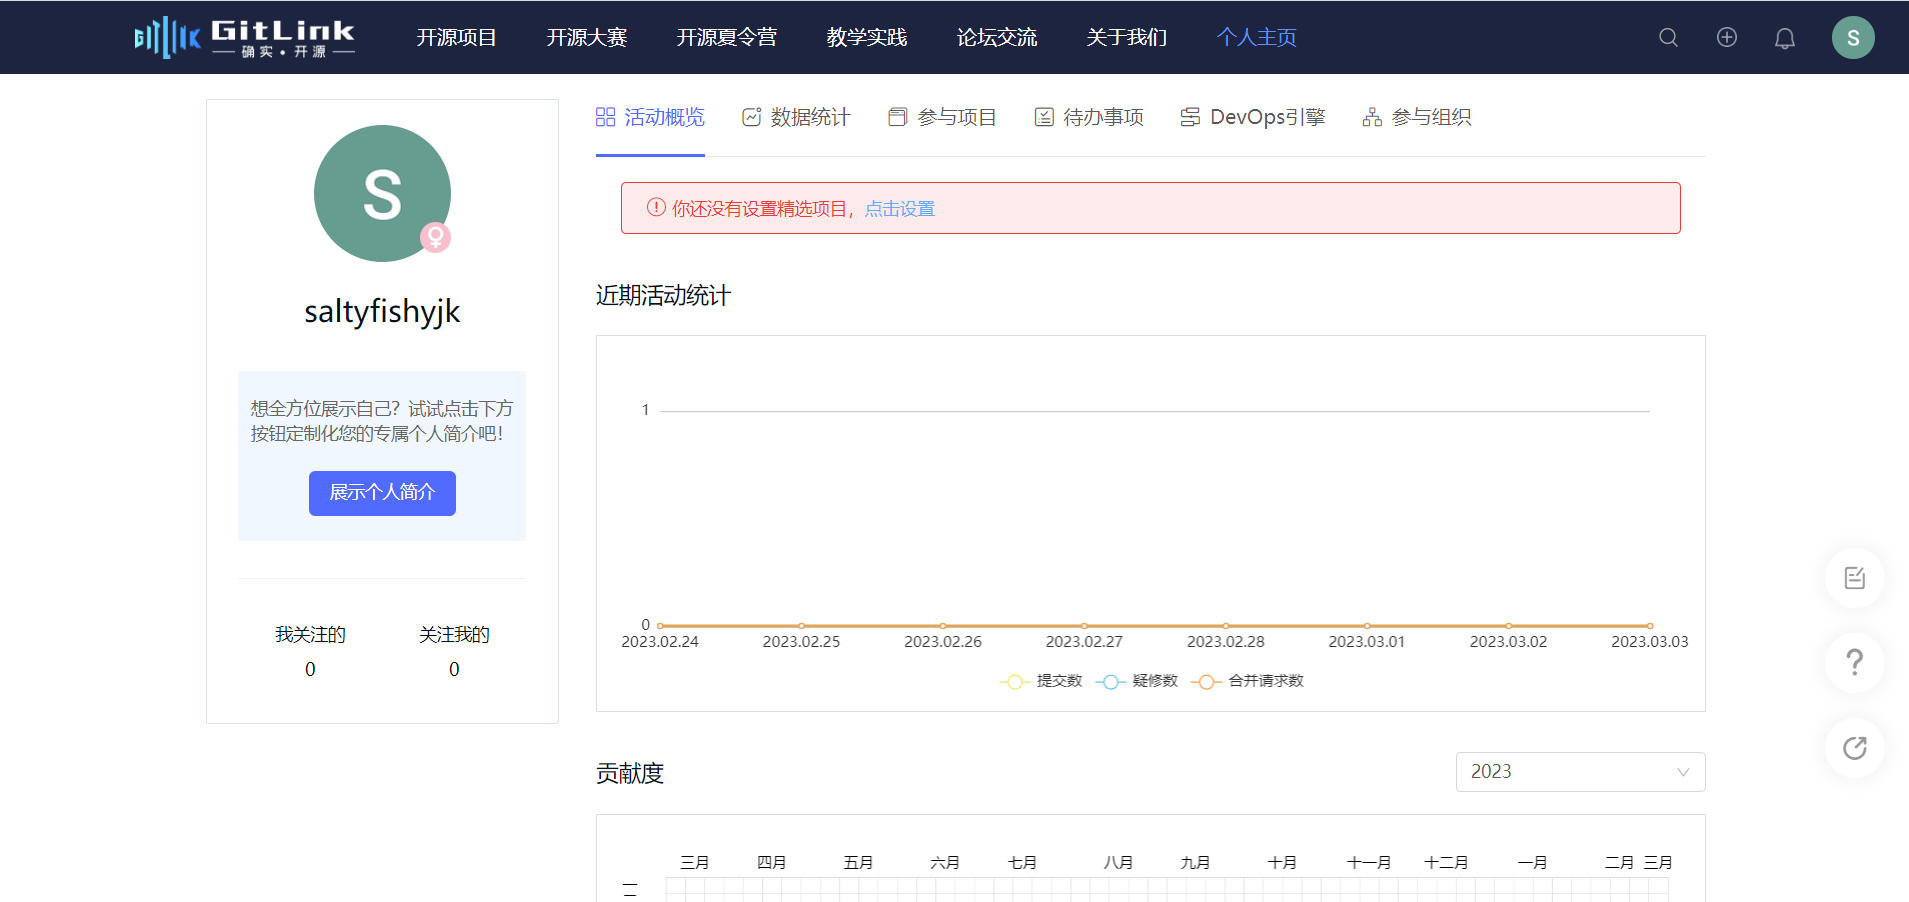 GitLink
确实·开源
开源项目 开源大赛 开源夏令营 教学实践 论坛交流 关于我们 个人主页
S
活动概览 数据统计 参与项目 待办事项 DevOps引擎 参与组织
S
saltyfishyjk
想全方位展示自己？试试点击下方
按钮定制化您的专属个人简介吧！
展示个人简介
我关注的 关注我的
0 0
你还没有设置精选项目，点击设置
近期活动统计
1
0
2023.02.24 2023.02.25 2023.02.26 2023.02.27 2023.02.28 2023.03.01 2023.03.02 2023.03.03
提交数 疑修数 合并请求数
贡献度
2023
三月 四月 五月 六月 七月 八月 九月 十月 十一月 十二月 一月 二月 三月